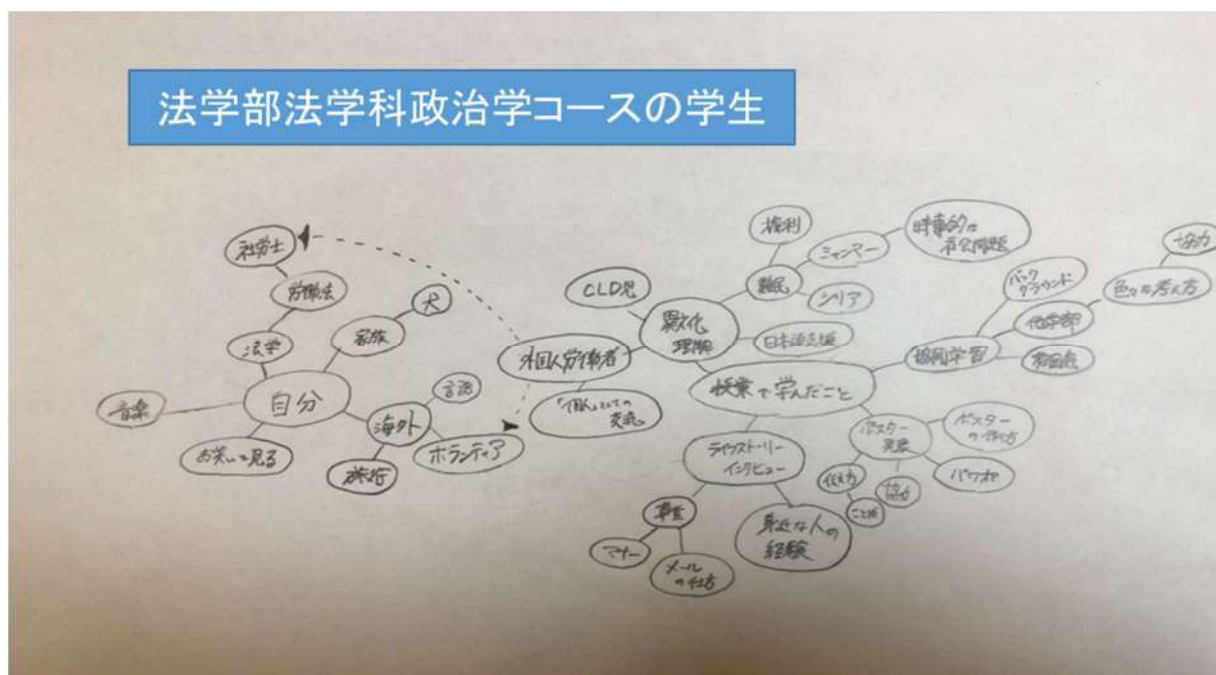 法学部法学科政治学コースの学生
社労士
労働法
犬
家族
法学
自分
音楽
お笑いを見る
海外
言語
旅行
ボランティア
外国人労働者
「個人」としての
交流
CLD児
異文化
理解
権利
難民
ミャンマー
時事的な
社会問題
シリア
日本語支援
授業で学んだこと
協同学習
バック
グラウンド
他学部
色々な考え方
協力
ライフストーリー
インタビュー
マナー
メール
の仕方
身近な人の
経験
ポスター
発表
ポスター
の作り方
パワポ
伝え方
ことば
協力